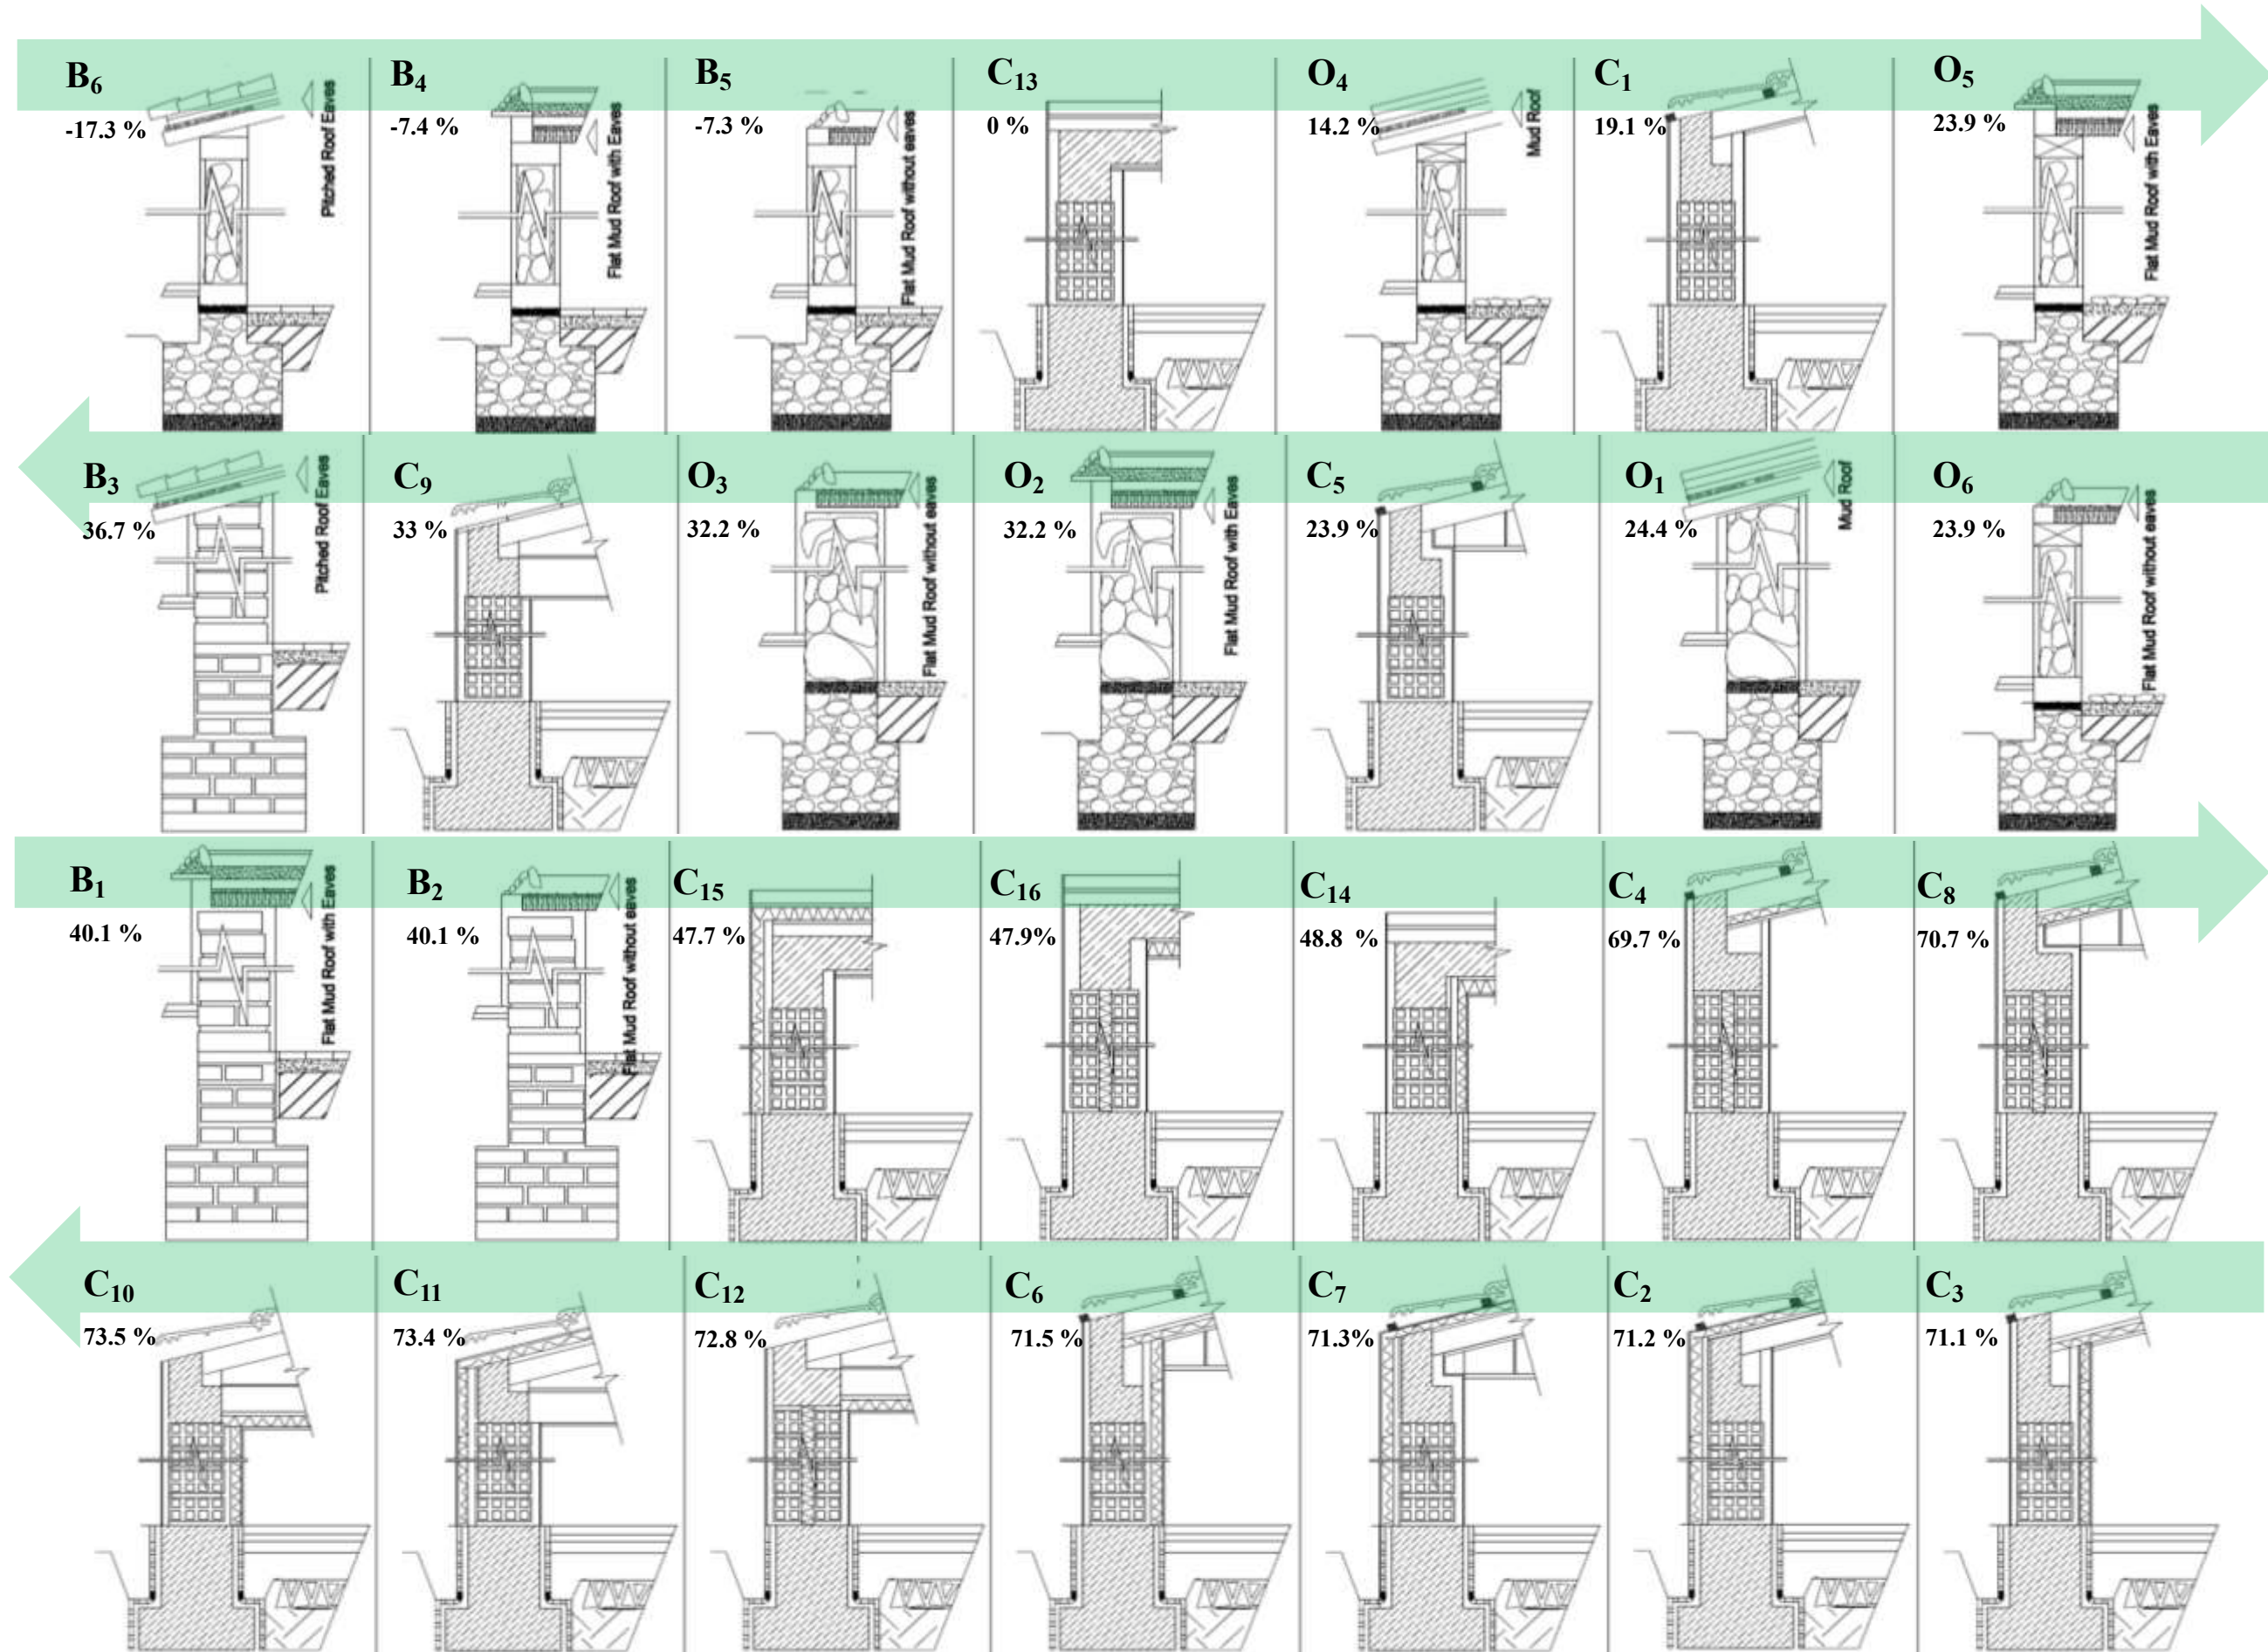 B6
-17.3 %
Pitched Roof Eaves
B4
-7.4 %
Flat Mud Roof with Eaves
B5
-7.3 %
Flat Mud Roof without eaves
C13
0 %
O4
14.2 %
Mud Roof
C1
19.1 %
O5
23.9 %
Flat Mud Roof with Eaves
B3
36.7 %
Pitched Roof Eaves
C9
33 %
O3
32.2 %
Flat Mud Roof without eaves
O2
32.2 %
Flat Mud Roof with Eaves
C5
23.9 %
O1
24.4 %
Mud Roof
O6
23.9 %
Flat Mud Roof without eaves
B1
40.1 %
Flat Mud Roof with Eaves
B2
40.1 %
Flat Mud Roof without eaves
C15
47.7 %
C16
47.9%
C14
48.8 %
C4
69.7 %
C8
70.7 %
C10
73.5 %
C11
73.4 %
C12
72.8 %
C6
71.5 %
C7
71.3%
C2
71.2 %
C3
71.1 %